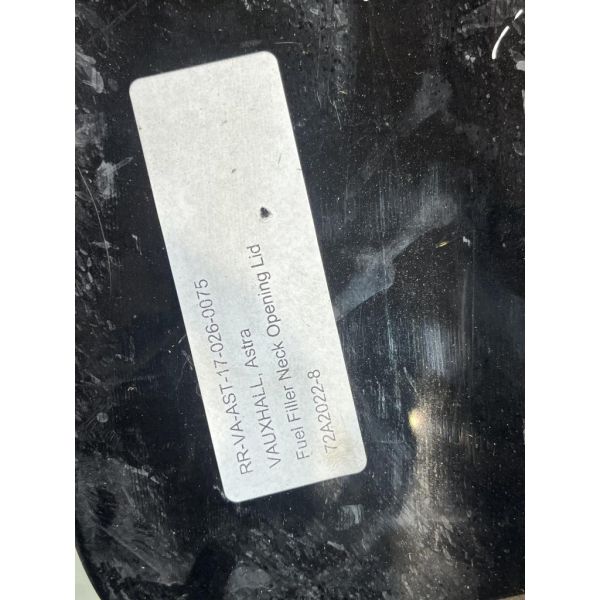 RR-VA-AST-17-026-0075
VAUXHALL, Astra
Fuel Filler Neck Opening Lid
72A2022-8